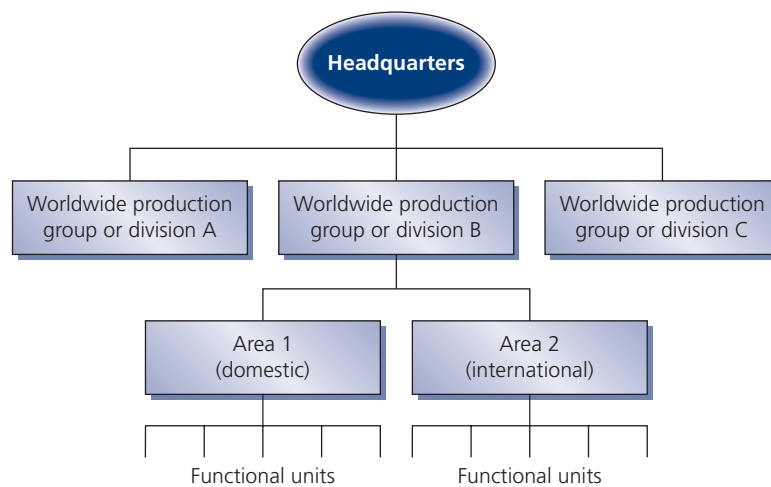 Headquarters
Worldwide production
group or division A
Worldwide production
group or division B
Worldwide production
group or division C
Area 1
(domestic)
Area 2
(international)
Functional units
Functional units